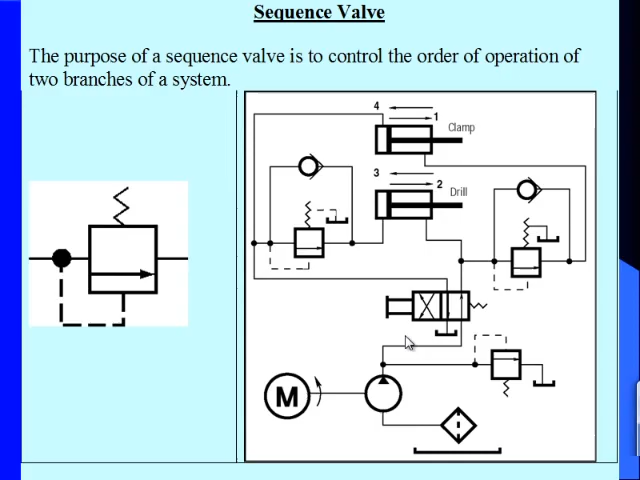 Sequence Valve
The purpose of a sequence valve is to control the order of operation of
two branches of a system.
4
1
Clamp
3
2
Drill
M